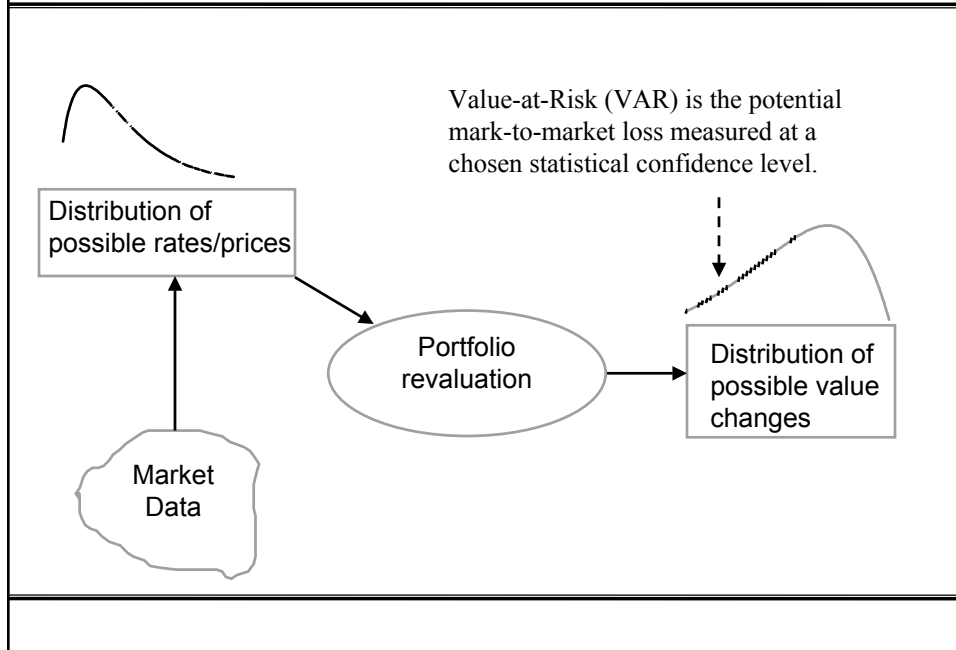 Value-at-Risk (VAR) is the potential
mark-to-market loss measured at a
chosen statistical confidence level.
Distribution of
possible rates/prices
Portfolio
revaluation
Distribution of
possible value
changes
Market
Data